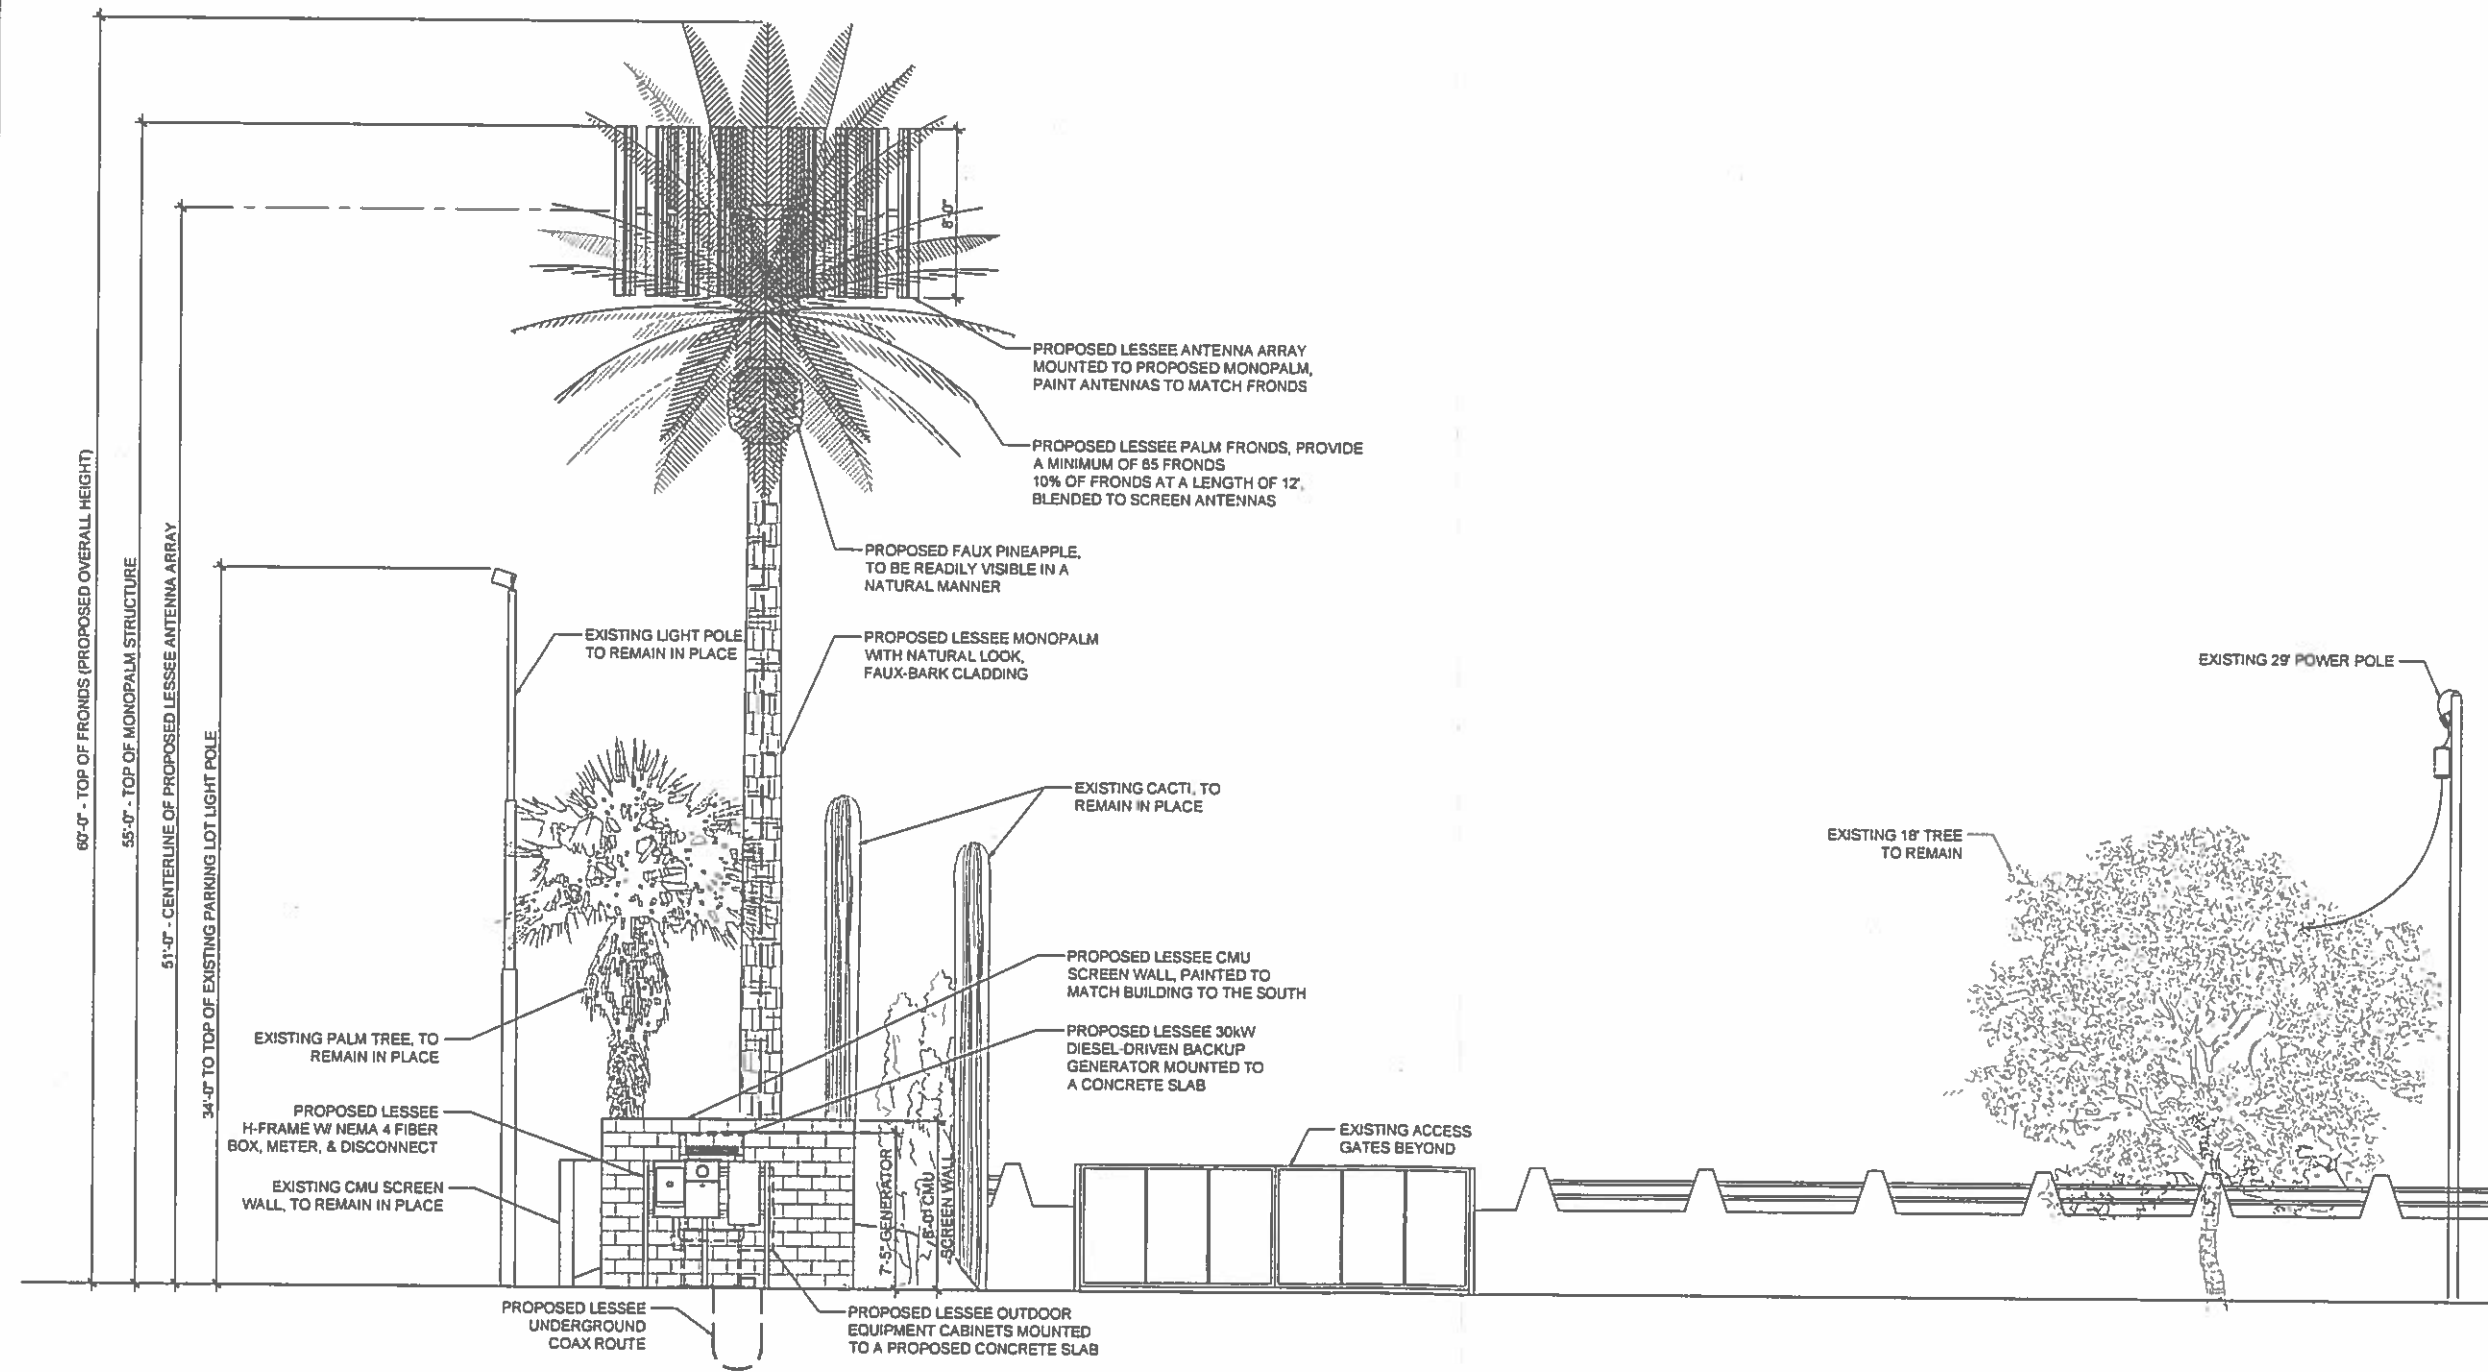 60'-0" - TOP OF FRONDS (PROPOSED OVERALL HEIGHT)
55'-0" - TOP OF MONOPALM STRUCTURE
51'-0" - CENTERLINE OF PROPOSED LESSEE ANTENNA ARRAY
34'-0" TO TOP OF EXISTING PARKING LOT LIGHT POLE
8'-0"
PROPOSED LESSEE ANTENNA ARRAY
MOUNTED TO PROPOSED MONOPALM,
PAINT ANTENNAS TO MATCH FRONDS
PROPOSED LESSEE PALM FRONDS, PROVIDE
A MINIMUM OF 65 FRONDS
10% OF FRONDS AT A LENGTH OF 12',
BLENDED TO SCREEN ANTENNAS
PROPOSED FAUX PINEAPPLE,
TO BE READILY VISIBLE IN A
NATURAL MANNER
EXISTING LIGHT POLE
TO REMAIN IN PLACE
PROPOSED LESSEE MONOPALM
WITH NATURAL LOOK,
FAUX-BARK CLADDING
EXISTING 29' POWER POLE
EXISTING CACTI, TO
REMAIN IN PLACE
EXISTING 18' TREE
TO REMAIN
PROPOSED LESSEE CMU
SCREEN WALL, PAINTED TO
MATCH BUILDING TO THE SOUTH
EXISTING PALM TREE, TO
REMAIN IN PLACE
PROPOSED LESSEE 30kW
DIESEL-DRIVEN BACKUP
GENERATOR MOUNTED TO
A CONCRETE SLAB
PROPOSED LESSEE
H-FRAME W/ NEMA 4 FIBER
BOX, METER, & DISCONNECT
EXISTING ACCESS
GATES BEYOND
EXISTING CMU SCREEN
WALL, TO REMAIN IN PLACE
7'-5" GENERATOR
8'-0" CMU
SCREEN WALL
PROPOSED LESSEE
UNDERGROUND
COAX ROUTE
PROPOSED LESSEE OUTDOOR
EQUIPMENT CABINETS MOUNTED
TO A PROPOSED CONCRETE SLAB